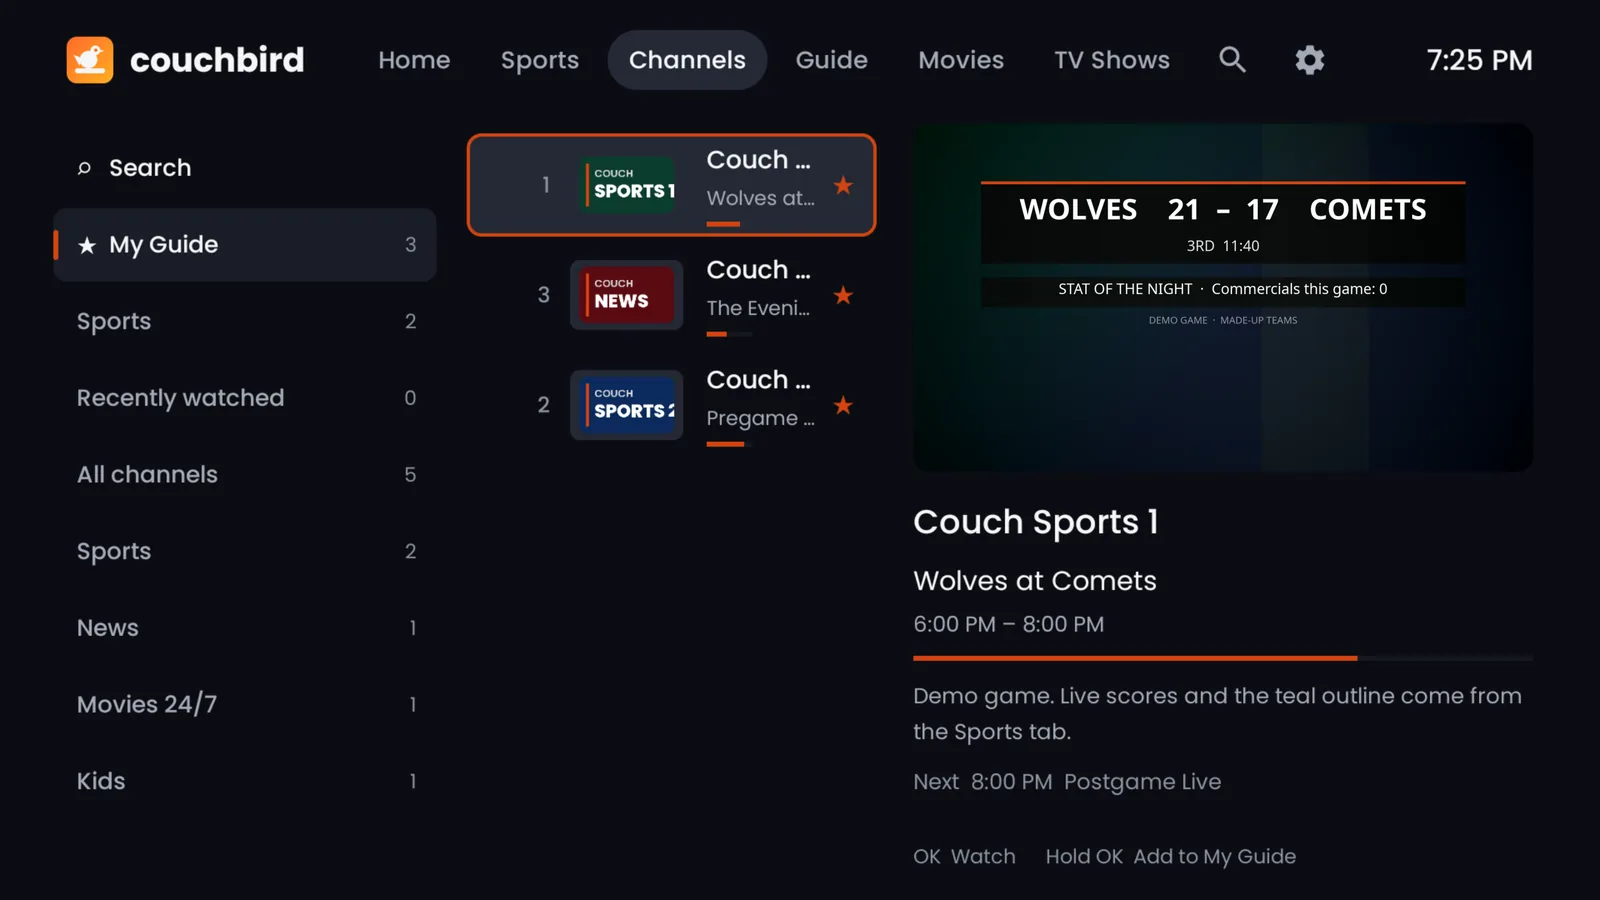 couchbird
Home
Sports
Channels
Guide
Movies
TV Shows
7:25 PM
Search
★ My Guide 3
Sports 2
Recently watched 0
All channels 5
Sports 2
News 1
Movies 24/7 1
Kids 1
1
COUCH
SPORTS 1
Couch ...
Wolves at...
★
3
COUCH
NEWS
Couch ...
The Eveni...
★
2
COUCH
SPORTS 2
Couch ...
Pregame ...
★
WOLVES 21 – 17 COMETS
3RD 11:40
STAT OF THE NIGHT · Commercials this game: 0
DEMO GAME · MADE-UP TEAMS
Couch Sports 1
Wolves at Comets
6:00 PM – 8:00 PM
Demo game. Live scores and the teal outline come from
the Sports tab.
Next 8:00 PM Postgame Live
OK Watch Hold OK Add to My Guide